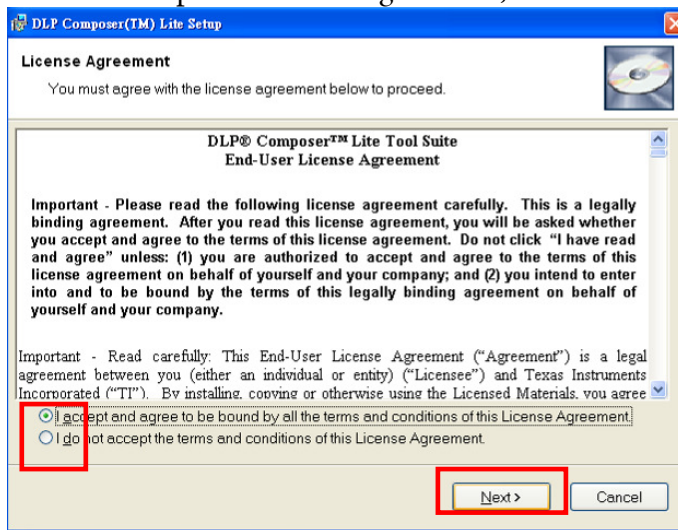 DLP Composer(TM) Lite Setup
License Agreement
You must agree with the license agreement below to proceed.
DLP® Composer™ Lite Tool Suite
End-User License Agreement
Important - Please read the following license agreement carefully. This is a legally
binding agreement. After you read this license agreement, you will be asked whether
you accept and agree to the terms of this license agreement. Do not click “I have read
and agree” unless: (1) you are authorized to accept and agree to the terms of this
license agreement on behalf of yourself and your company; and (2) you intend to enter
into and to be bound by the terms of this legally binding agreement on behalf of
yourself and your company.
Important - Read carefully: This End-User License Agreement (“Agreement”) is a legal
agreement between you (either an individual or entity) (“Licensee”) and Texas Instruments
Incorporated (“TI”). By installing, copying or otherwise using the Licensed Materials, you agree
I accept and agree to be bound by all the terms and conditions of this License Agreement.
I do not accept the terms and conditions of this License Agreement.
Next >
Cancel